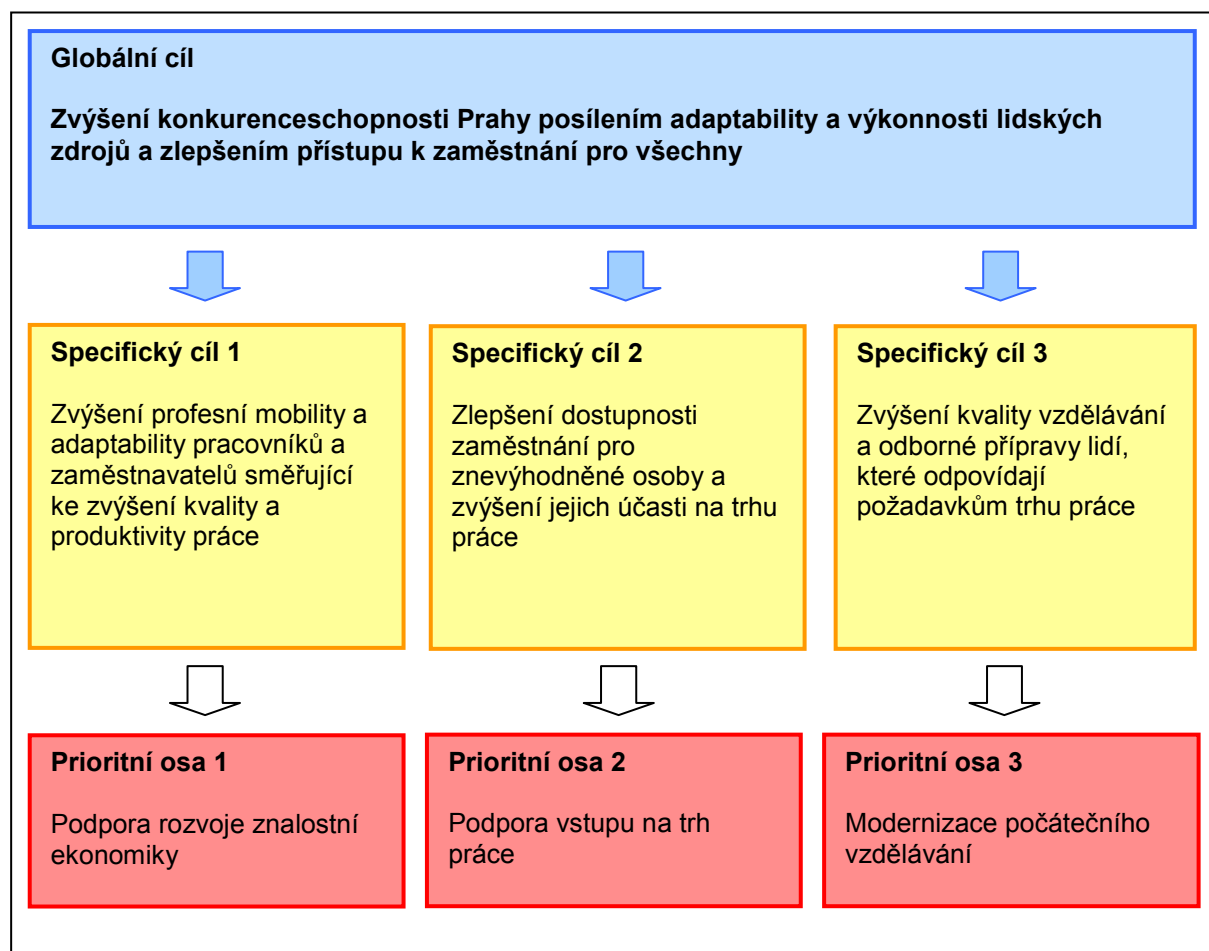 Globální cíl
Zvýšení konkurenceschopnosti Prahy posílením adaptability a výkonnosti lidských
zdrojů a zlepšením přístupu k zaměstnání pro všechny
Specifický cíl 1
Zvýšení profesní mobility a
adaptability pracovníků a
zaměstnavatelů směřující
ke zvýšení kvality a
produktivity práce
Specifický cíl 2
Zlepšení dostupnosti
zaměstnání pro
znevýhodněné osoby a
zvýšení jejich účasti na trhu
práce
Specifický cíl 3
Zvýšení kvality vzdělávání
a odborné přípravy lidí,
které odpovídají
požadavkům trhu práce
Prioritní osa 1
Podpora rozvoje znalostní
ekonomiky
Prioritní osa 2
Podpora vstupu na trh
práce
Prioritní osa 3
Modernizace počátečního
vzdělávání